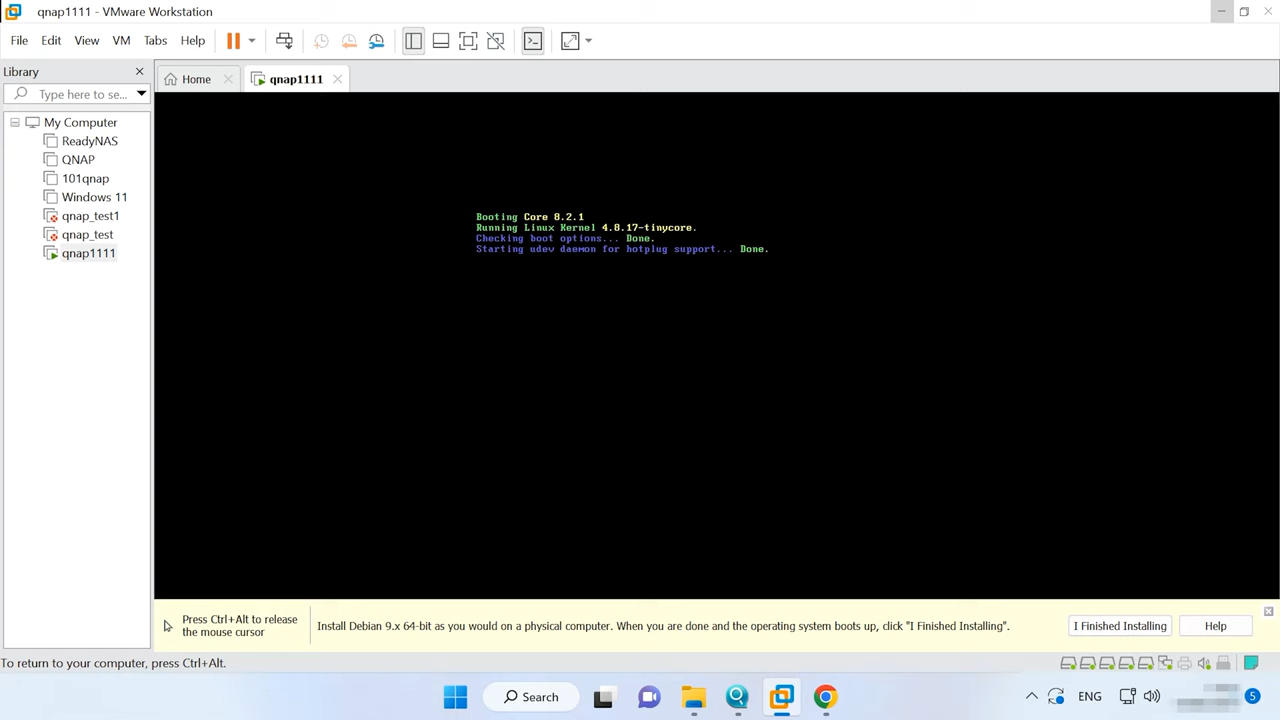 qnap1111 - VMware Workstation
File Edit View VM Tabs Help
Library
Type here to se...
Home
qnap1111
My Computer
ReadyNAS
QNAP
101qnap
Windows 11
qnap_test1
qnap_test
qnap1111
Booting Core 8.2.1
Running Linux Kernel 4.8.17-tinycore.
Checking boot options... Done.
Starting udev daemon for hotplug support... Done.
Press Ctrl+Alt to release
the mouse cursor
Install Debian 9.x 64-bit as you would on a physical computer. When you are done and the operating system boots up, click "I Finished Installing".
I Finished Installing
Help
To return to your computer, press Ctrl+Alt.
Search
ENG
5